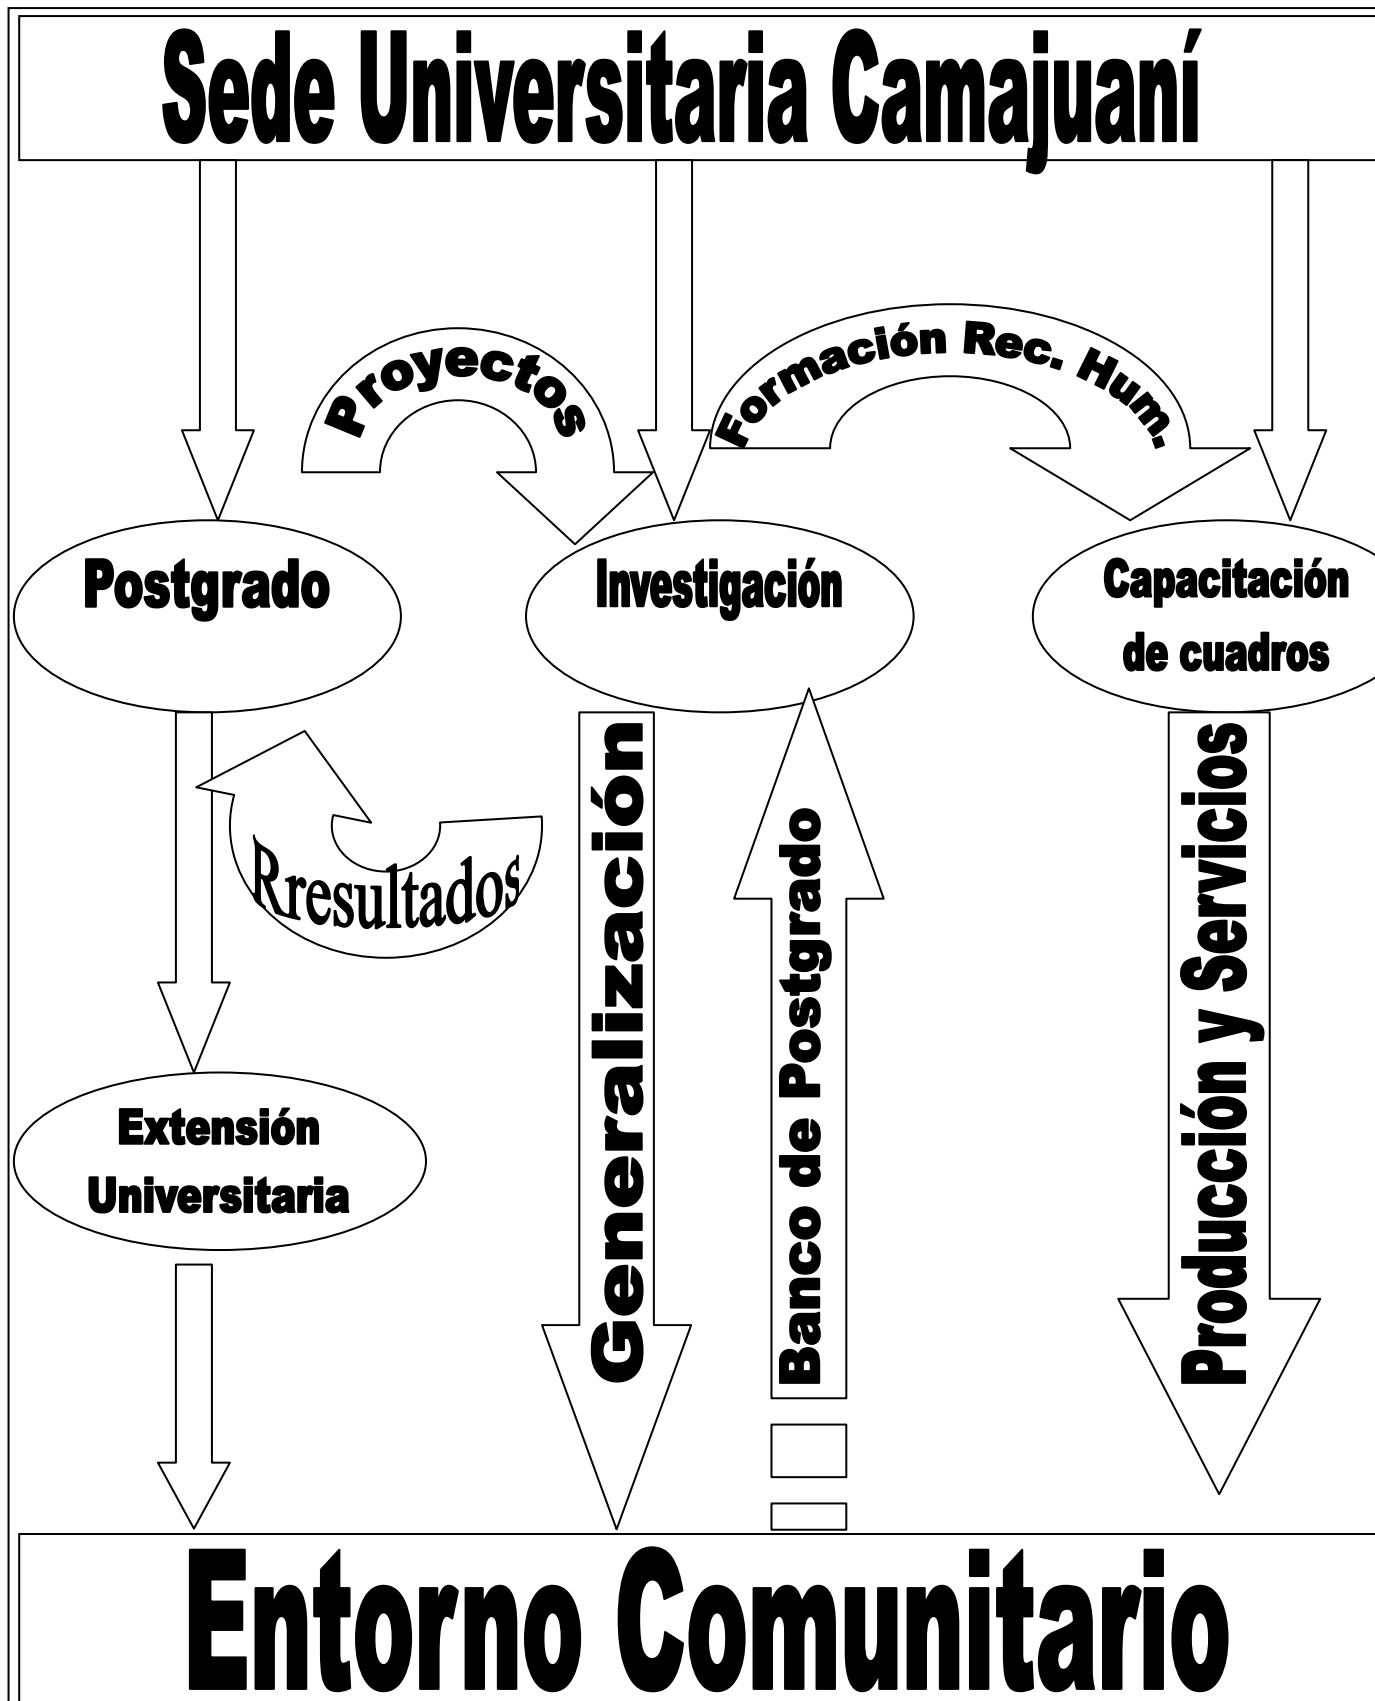 Sede Universitaria Camajuaní
Proyectos
Formación Rec. Hum.
Postgrado
Investigación
Capacitación
de cuadros
Rresultados
Generalización
Banco de Postgrado
Producción y Servicios
Extensión
Universitaria
Entorno Comunitario